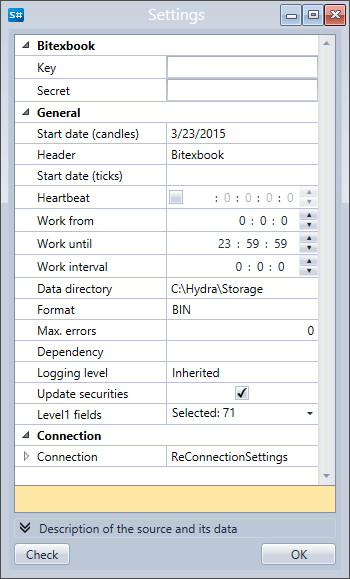 S# Settings
Bitexbook
Key
Secret
General
Start date (candles) 3/23/2015
Header Bitexbook
Start date (ticks)
Heartbeat : 0 : 0 : 0 : 0
Work from 0 : 0 : 0
Work until 23 : 59 : 59
Work interval 0 : 0 : 0
Data directory C:\Hydra\Storage
Format BIN
Max. errors 0
Dependency
Logging level Inherited
Update securities
Level1 fields Selected: 71
Connection
Connection ReConnectionSettings
Description of the source and its data
Check OK